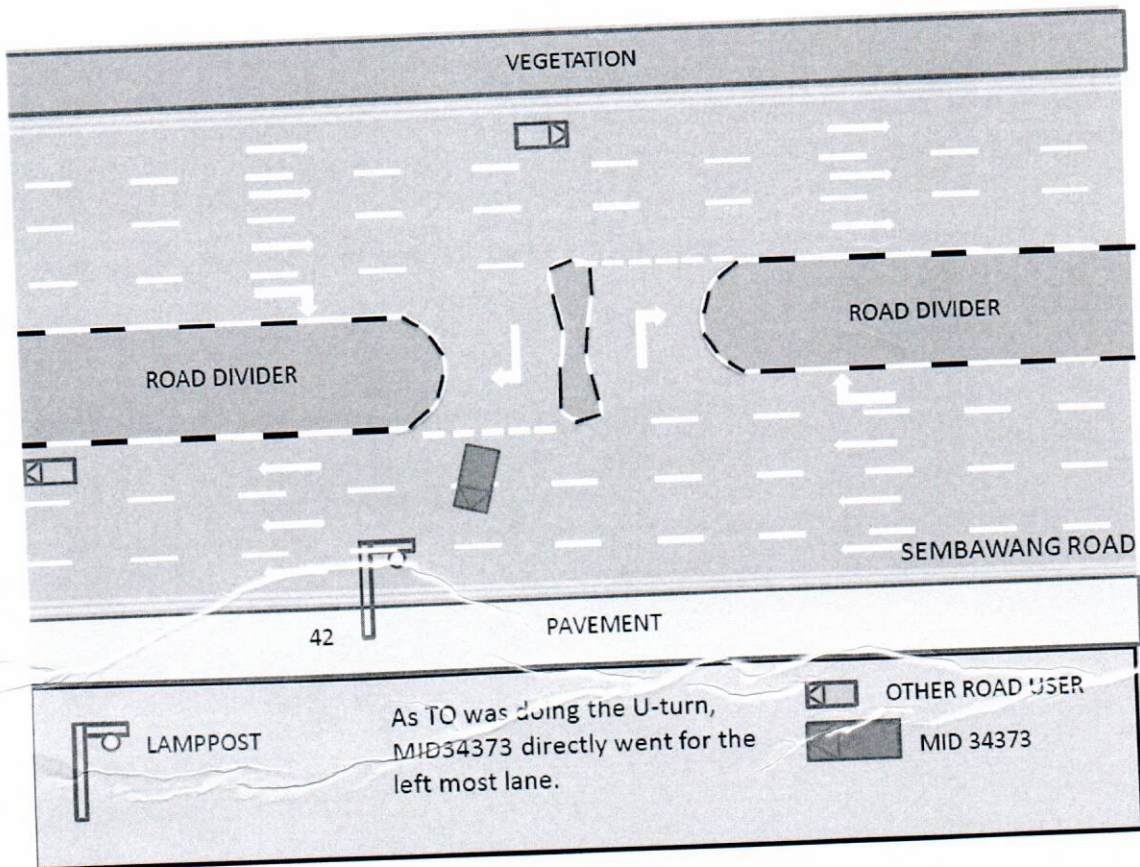 VEGETATION
ROAD DIVIDER
ROAD DIVIDER
SEMBAWANG ROAD
42
PAVEMENT
LAMPPOST
As TO was doing the U-turn,
MID34373 directly went for the
left most lane.
OTHER ROAD USER
MID 34373